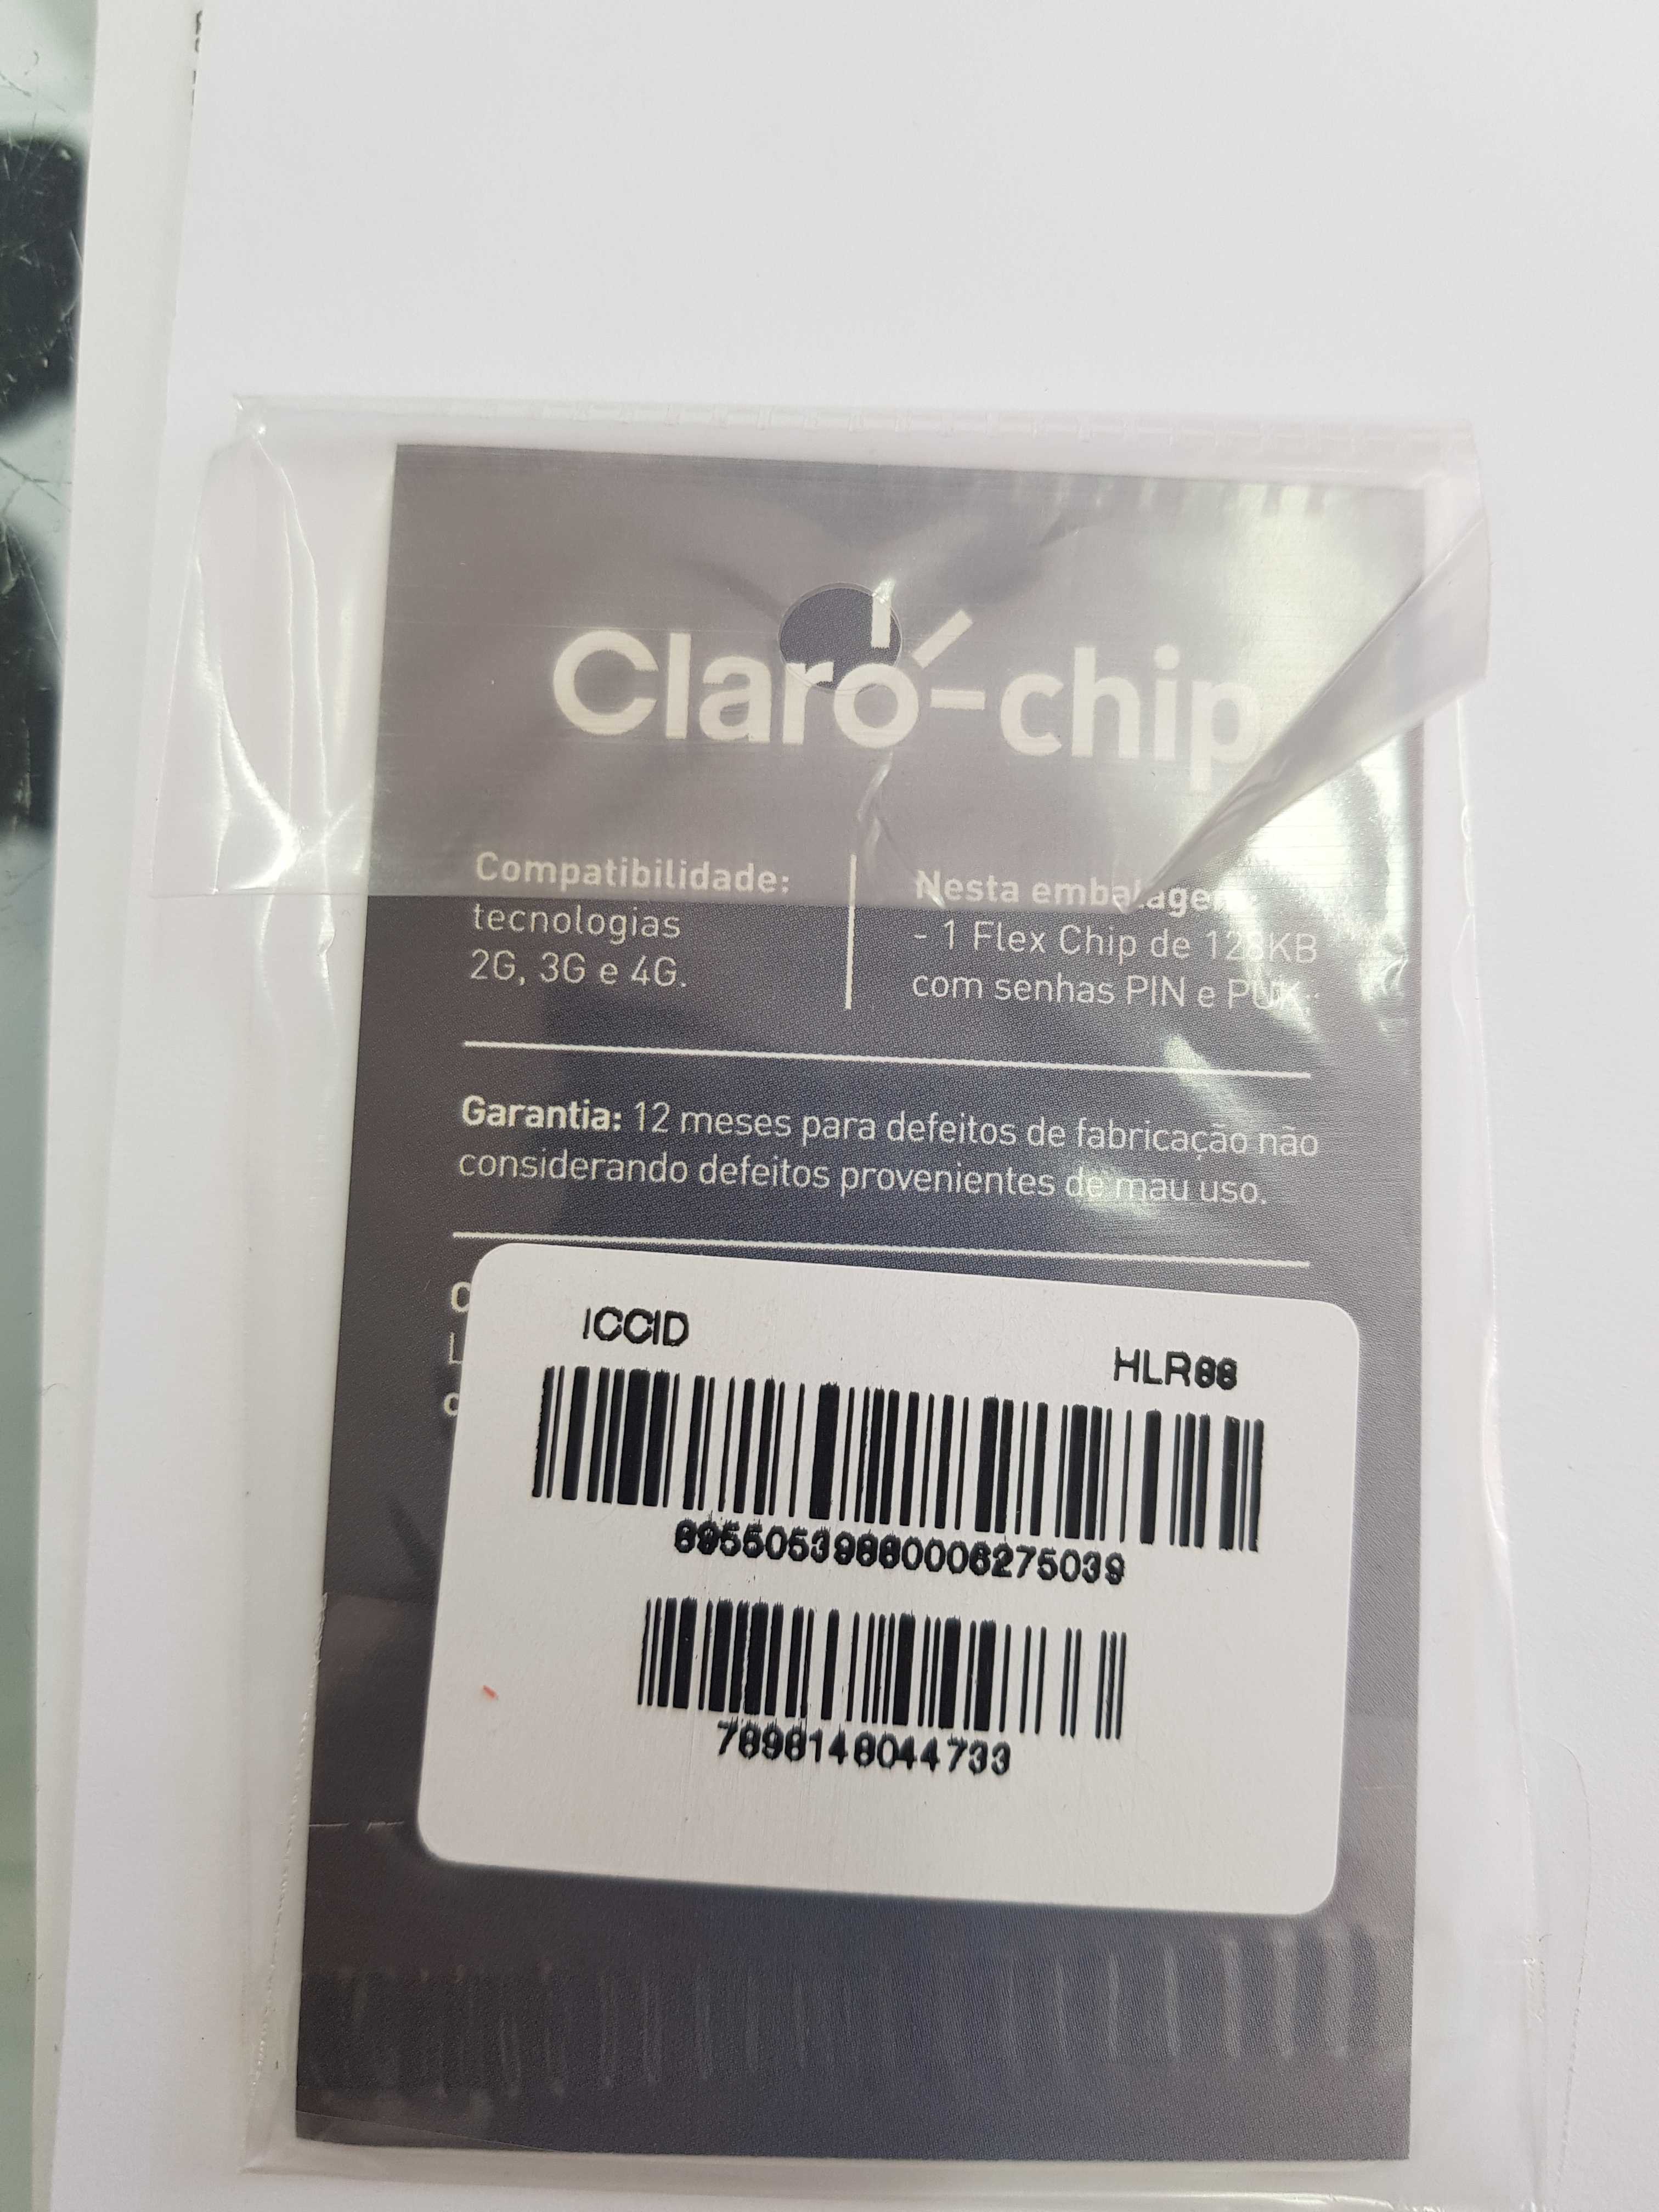 Claro-chip
Compatibilidade:
tecnologias
2G, 3G e 4G.
Nesta embalagem:
- 1 Flex Chip de 128KB
com senhas PIN e PUK;
Garantia: 12 meses para defeitos de fabricação não
considerando defeitos provenientes de mau uso.
ICCID
HLR88
89550539860006275039
7898148044733